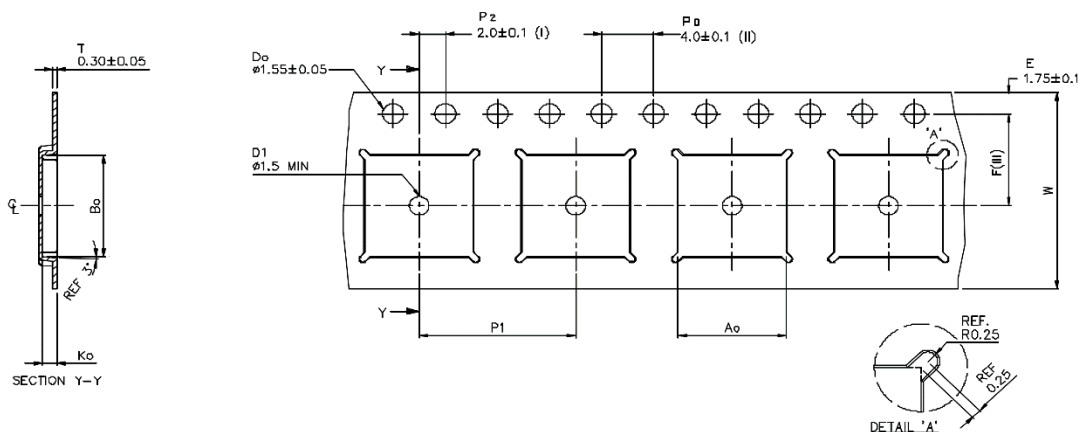 T
0.30±0.05
Bo
REF 3°
Ko
SECTION Y-Y
P2
2.0±0.1 (I)
Po
4.0±0.1 (II)
Do
ø1.55±0.05
Y
E
1.75±0.1
'A'
D1
ø1.5 MIN
F(III)
W
Y
P1
Ao
REF.
R0.25
REF
0.25
DETAIL 'A'